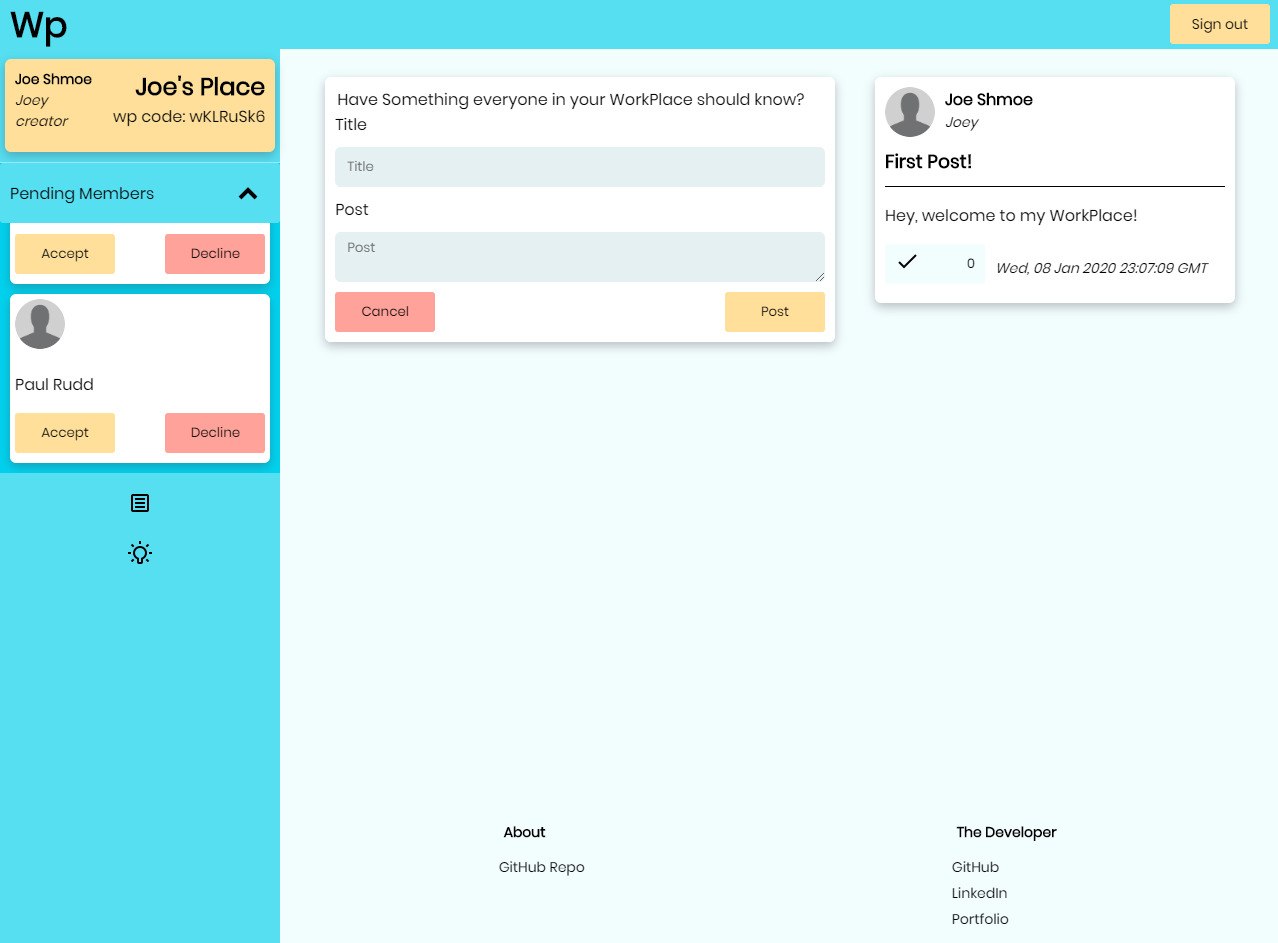 Wp
Sign out
Joe Shmoe
Joey
creator
Joe's Place
wp code: wKLRuSk6
Pending Members
Accept
Decline
Paul Rudd
Accept
Decline
Have Something everyone in your WorkPlace should know?
Title
Title
Post
Post
Cancel
Post
Joe Shmoe
Joey
First Post!
Hey, welcome to my WorkPlace!
0
Wed, 08 Jan 2020 23:07:09 GMT
About
GitHub Repo
The Developer
GitHub
LinkedIn
Portfolio